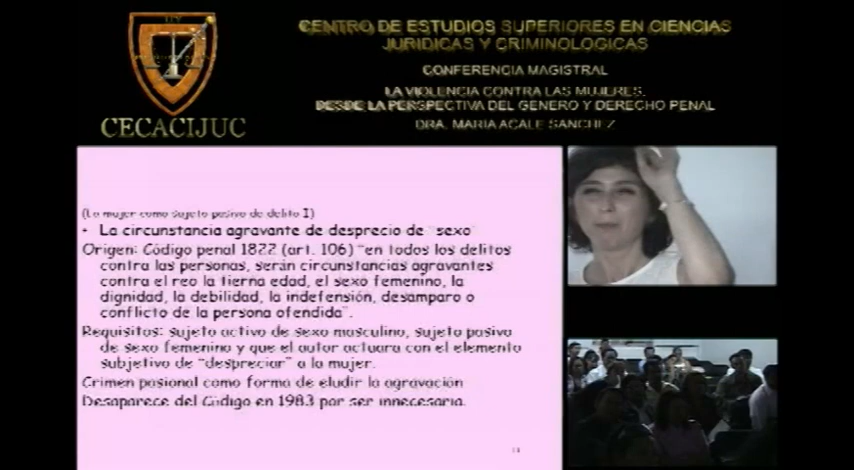 CENTRO DE ESTUDIOS SUPERIORES EN CIENCIAS
JURIDICAS Y CRIMINOLOGICAS
CONFERENCIA MAGISTRAL
LA VIOLENCIA CONTRA LAS MUJERES.
DESDE LA PERSPECTIVA DEL GENERO Y DERECHO PENAL
DRA. MARIA ACALE SANCHEZ
CECACIJUC
(La mujer como sujeto pasivo de delito I)
• La circunstancia agravante de desprecio de "sexo"
Origen: Código penal 1822 (art. 106) "en todos los delitos
contra las personas, serán circunstancias agravantes
contra el reo la tierna edad, el sexo femenino, la
dignidad, la debilidad, la indefensión, desamparo o
conflicto de la persona ofendida".
Requisitos: sujeto activo de sexo masculino, sujeto pasivo
de sexo femenino y que el autor actuara con el elemento
subjetivo de "despreciar" a la mujer.
Crimen pasional como forma de eludir la agravación
Desaparece del Código en 1983 por ser innecesaria.